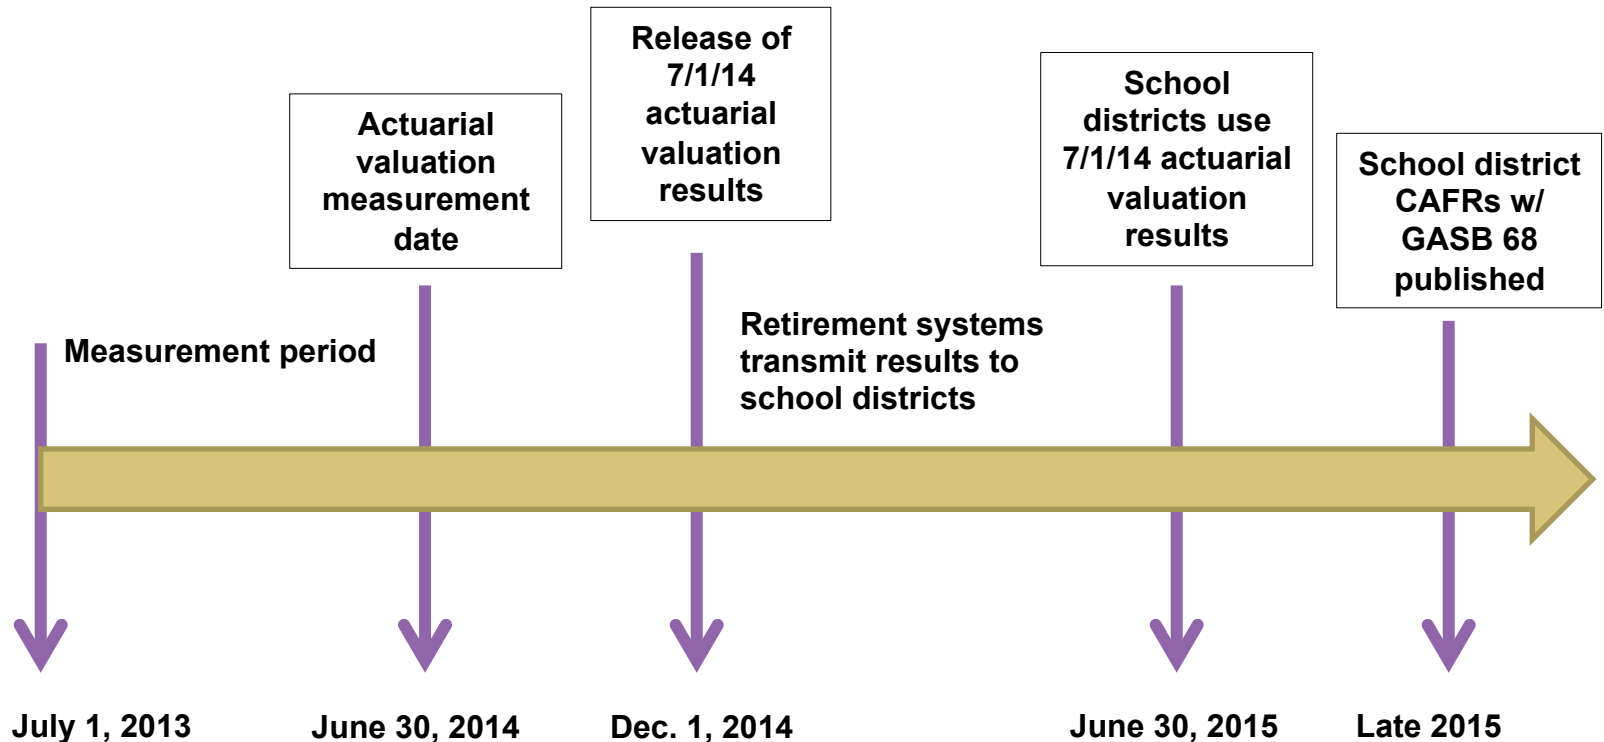 Release of
7/1/14
actuarial
valuation
results
School
districts use
7/1/14 actuarial
valuation
results
Actuarial
valuation
measurement
date
School district
CAFRs w/
GASB 68
published
Measurement period
Retirement systems
transmit results to
school districts
July 1, 2013
June 30, 2014
Dec. 1, 2014
June 30, 2015
Late 2015